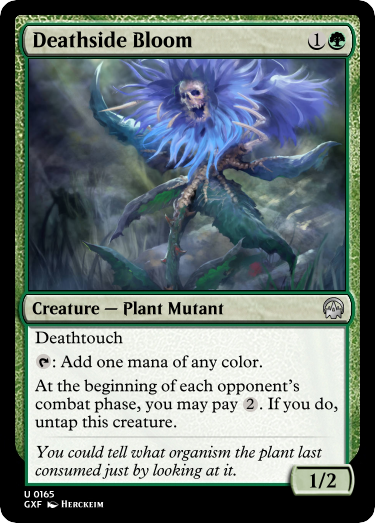 Deathside Bloom 1
Creature — Plant Mutant
Deathtouch
: Add one mana of any color.
At the beginning of each opponent's
combat phase, you may pay 2. If you do,
untap this creature.
You could tell what organism the plant last
consumed just by looking at it.
1/2
U 0165
GXF Herckeim